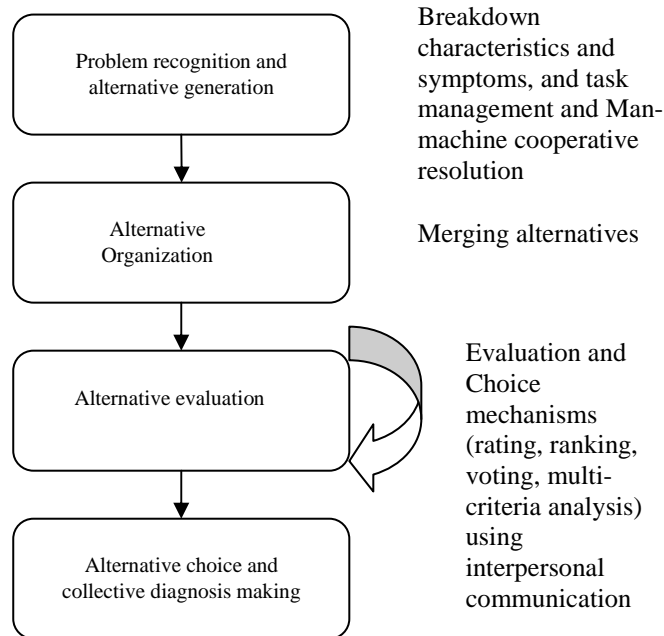 Problem recognition and
alternative generation
Breakdown
characteristics and
symptoms, and task
management and Man-
machine cooperative
resolution
Alternative
Organization
Merging alternatives
Alternative evaluation
Evaluation and
Choice
mechanisms
(rating, ranking,
voting, multi-
criteria analysis)
using
interpersonal
communication
Alternative choice and
collective diagnosis making